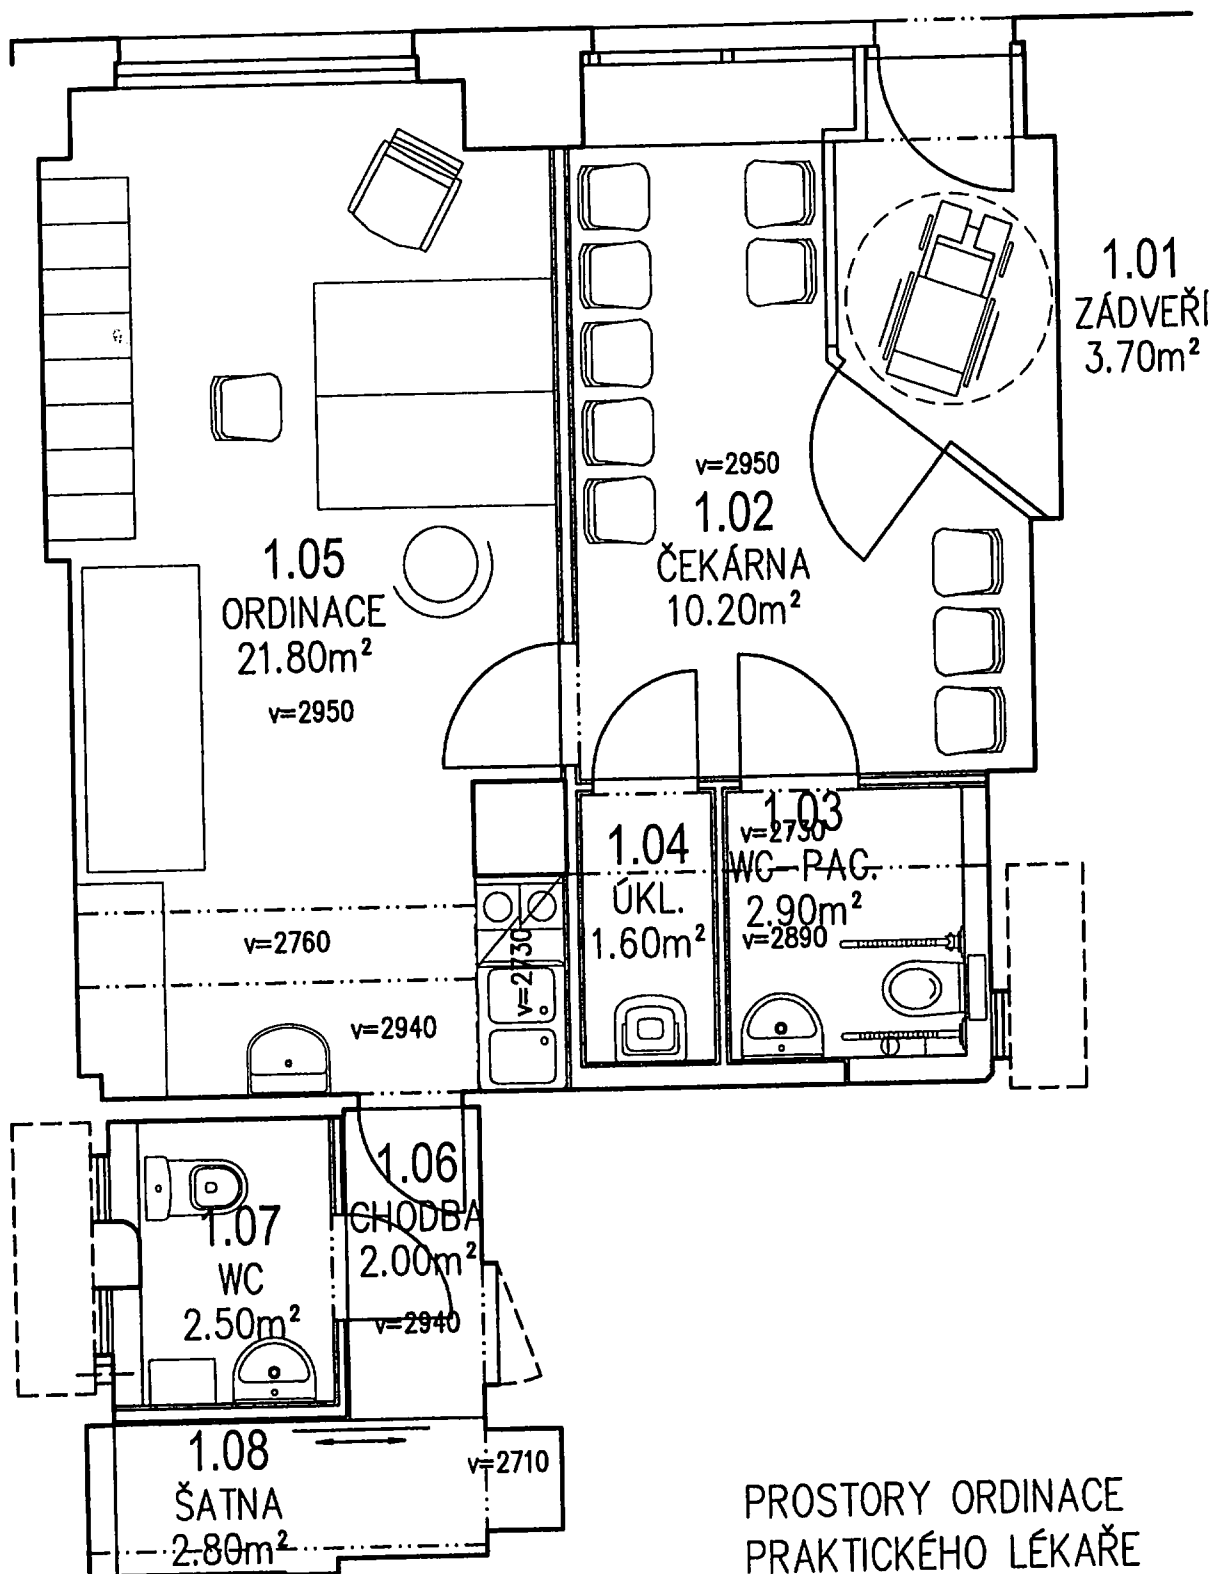 1.01
ZÁDVEŘÍ
3.70m²
v=2950
1.02
ČEKÁRNA
10.20m²
1.05
ORDINACE
21.80m²
v=2950
1.03
v=2730
WC-PAC.
2.90m²
v=2890
1.04
ÚKL.
1.60m²
v=2760
v=2730
v=2940
1.06
CHODBA
2.00m²
v=2940
1.07
WC
2.50m²
1.08
ŠATNA
2.80m²
v=2710
PROSTORY ORDINACE
PRAKTICKÉHO LÉKAŘE